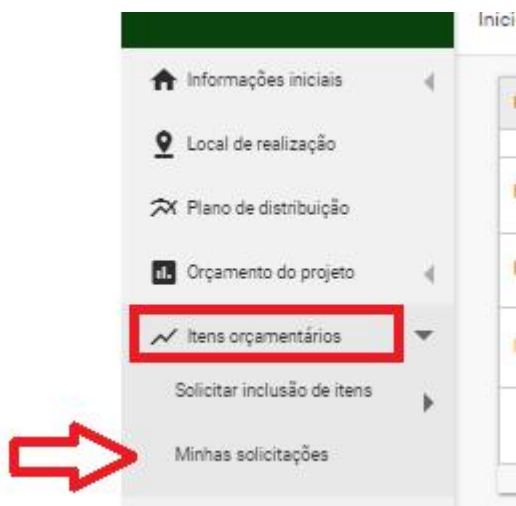 Informações iniciais
Local de realização
Plano de distribuição
Orçamento do projeto
Itens orçamentários
Solicitar inclusão de itens
Minhas solicitações